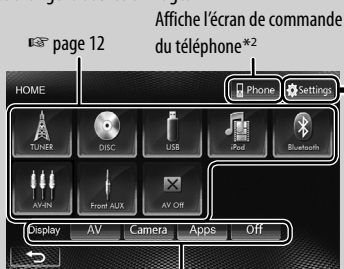 Affiche l'écran de commande
☞ page 12
du téléphone*2
HOME
Phone
Settings
TUNER
DISC
USB
iPod
Bluetooth
AV-IN
Front AUX
AV Off
Display
AV
Camera
Apps
Off